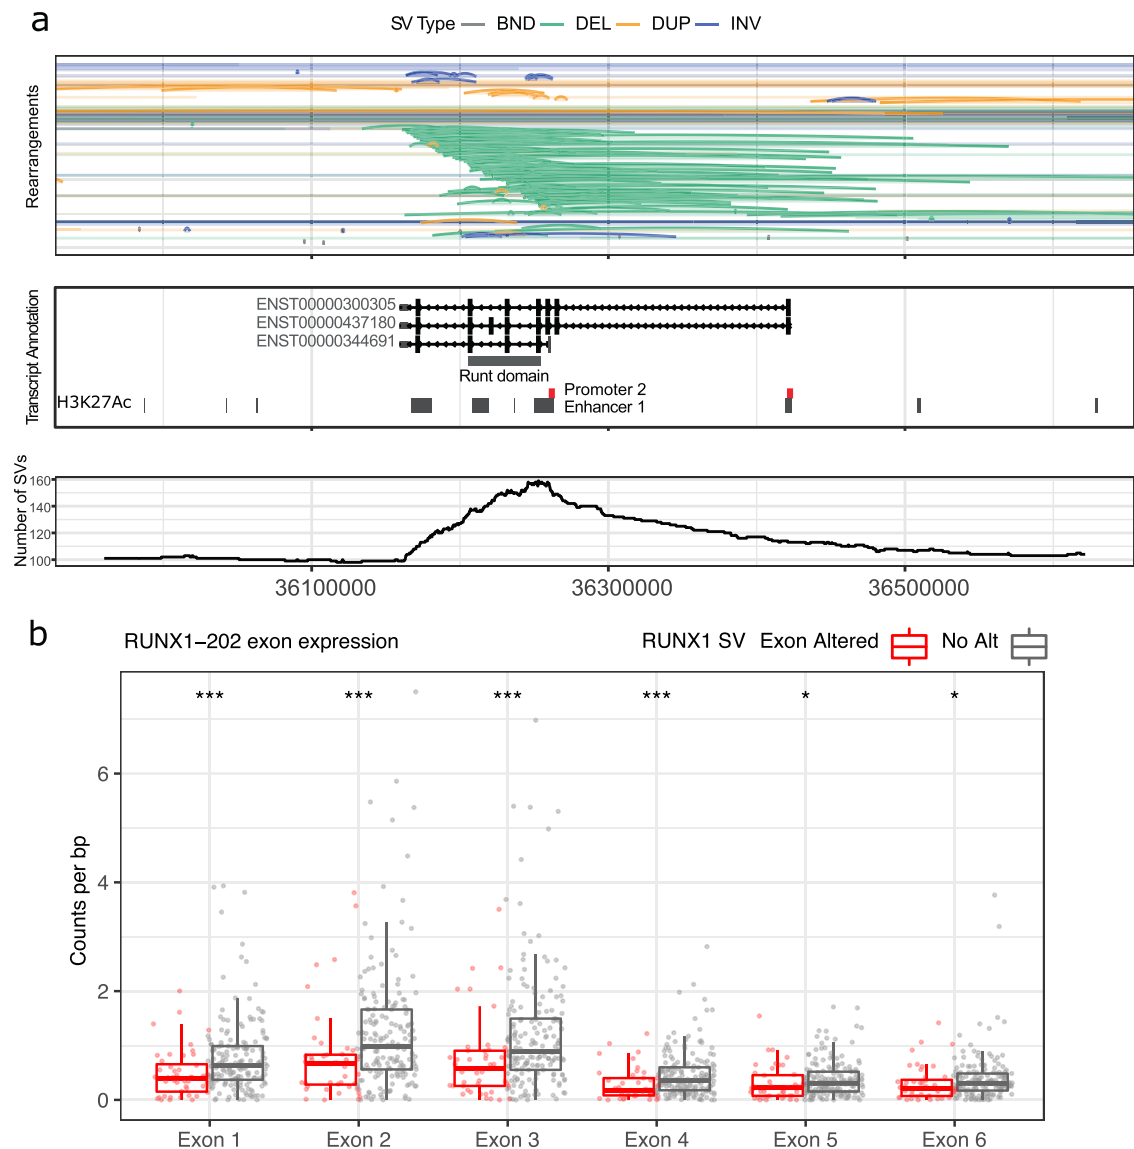 a
SV Type BND DEL DUP INV
Rearrangements
Transcript Annotation
ENST00000300305
ENST00000437180
ENST00000344691
Runt domain
Promoter 2
H3K27Ac
Enhancer 1
Number of SVs
160
140
120
100
36100000 36300000 36500000
b
RUNX1−202 exon expression RUNX1 SV Exon Altered No Alt
*** *** *** *** * *
Counts per bp
6
4
2
0
Exon 1 Exon 2 Exon 3 Exon 4 Exon 5 Exon 6